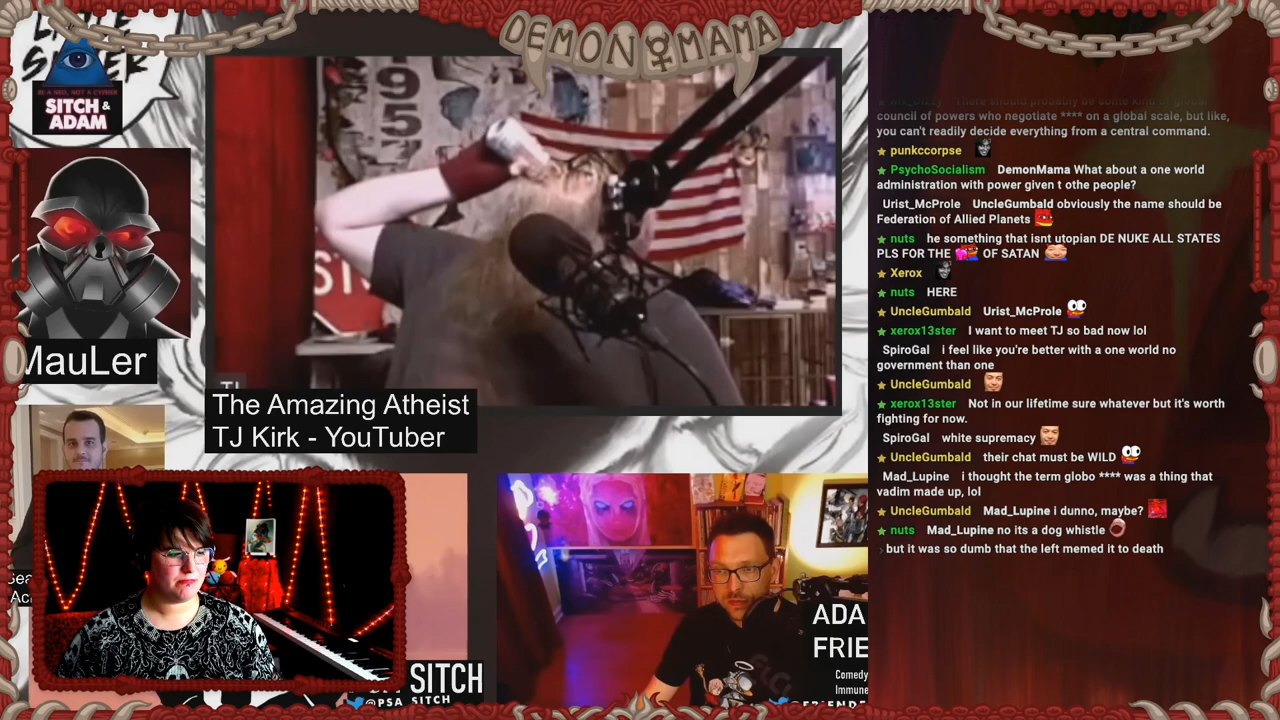 DEMON MAMA
BE A NEO, NOT A CYPHER
SITCH &
ADAM
MauLer
195
The Amazing Atheist
TJ Kirk - YouTuber
SITCH
@PSA_SITCH
ADA
FRIE
Comedy
Immune
council of powers who negotiate **** on a global scale, but like,
you can't readily decide everything from a central command.
punkccorpse
PsychoSocialism DemonMama What about a one world
administration with power given t othe people?
Urist_McProle UncleGumbald obviously the name should be
Federation of Allied Planets
nuts he something that isnt utopian DE NUKE ALL STATES
PLS FOR THE OF SATAN
Xerox
nuts HERE
UncleGumbald Urist_McProle
xerox13ster I want to meet TJ so bad now lol
SpiroGal i feel like you're better with a one world no
government than one
UncleGumbald
xerox13ster Not in our lifetime sure whatever but it's worth
fighting for now.
SpiroGal white supremacy
UncleGumbald their chat must be WILD
Mad_Lupine i thought the term globo **** was a thing that
vadim made up, lol
UncleGumbald Mad_Lupine i dunno, maybe?
nuts Mad_Lupine no its a dog whistle
but it was so dumb that the left memed it to death